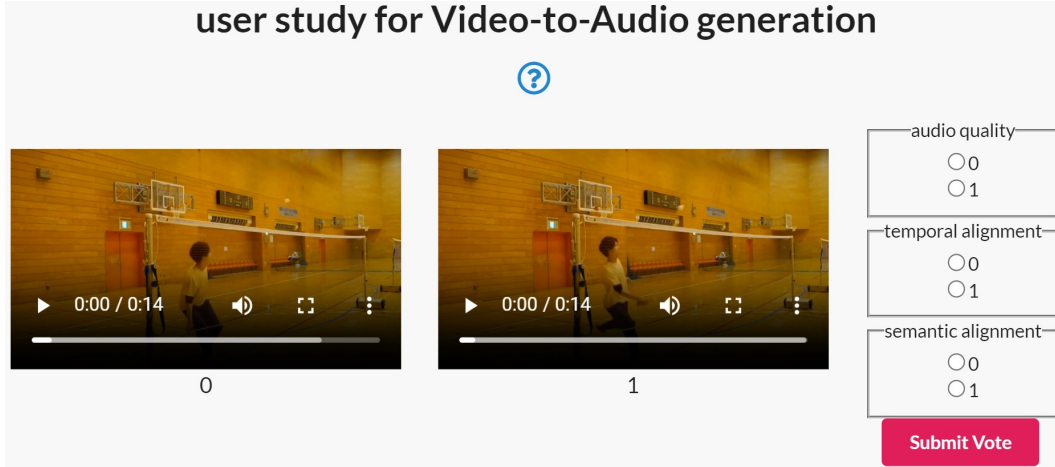 user study for Video-to-Audio generation
?
0:00 / 0:14
0:00 / 0:14
0
1
audio quality
0
1
temporal alignment
0
1
semantic alignment
0
1
Submit Vote